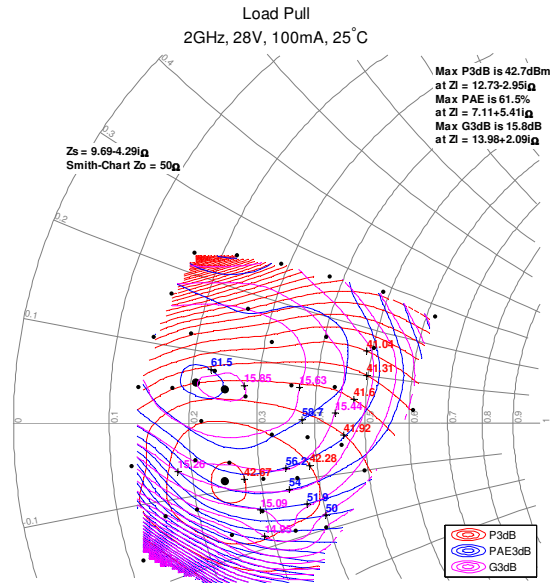 Load Pull
2GHz, 28V, 100mA, 25°C
Max P3dB is 42.7dBm
at Zl = 12.73-2.95iΩ
Max PAE is 61.5%
at Zl = 7.11+5.41iΩ
Max G3dB is 15.8dB
at Zl = 13.98+2.09iΩ
Zs = 9.69-4.29iΩ
Smith-Chart Zo = 50Ω
0.4
0.3
0.2
0.1
41.04
61.5
41.31
15.85
15.63
41.6
15.44
58.7
0
0.1
0.2
0.3
0.4
0.5
0.6
0.7
0.8
0.9
1
41.92
15.26
56.2
42.28
42.67
54
51.9
15.09
50
-0.1
14.95
P3dB
PAE3dB
G3dB